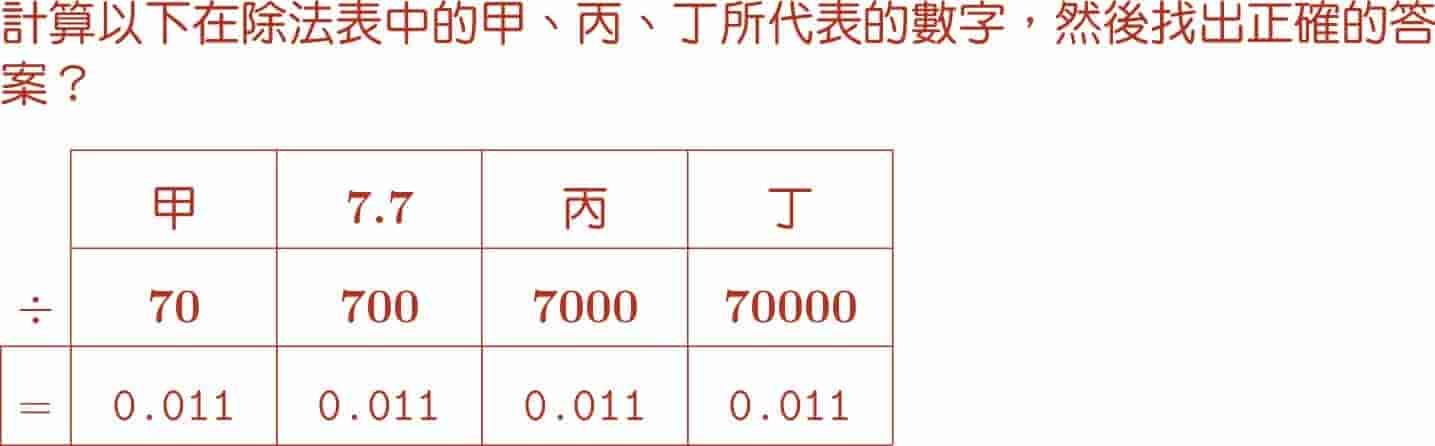 計算以下在除法表中的甲、丙、丁所代表的數字，然後找出正確的答
案？
甲 7.7 丙 丁
÷ 70 700 7000 70000
= 0.011 0.011 0.011 0.011